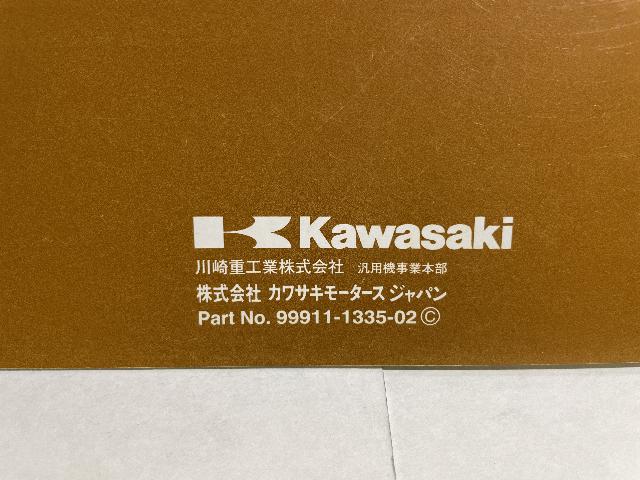 Kawasaki
川崎重工業株式会社 汎用機事業本部
株式会社 カワサキモータースジャパン
Part No. 99911-1335-02 ©